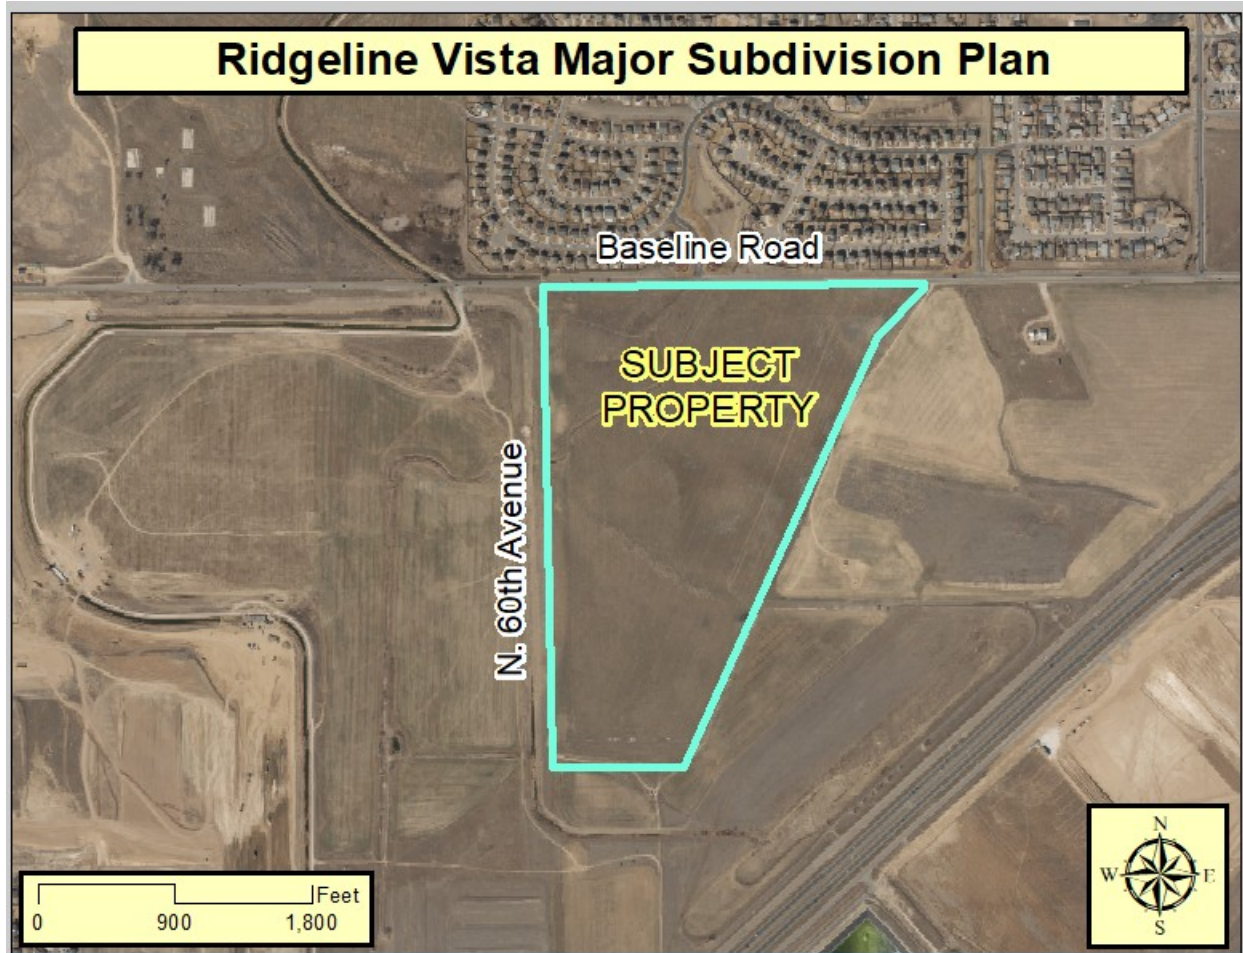 Ridgeline Vista Major Subdivision Plan
Baseline Road
SUBJECT
PROPERTY
N. 60th Avenue
Feet
0 900 1,800
N
W E
S